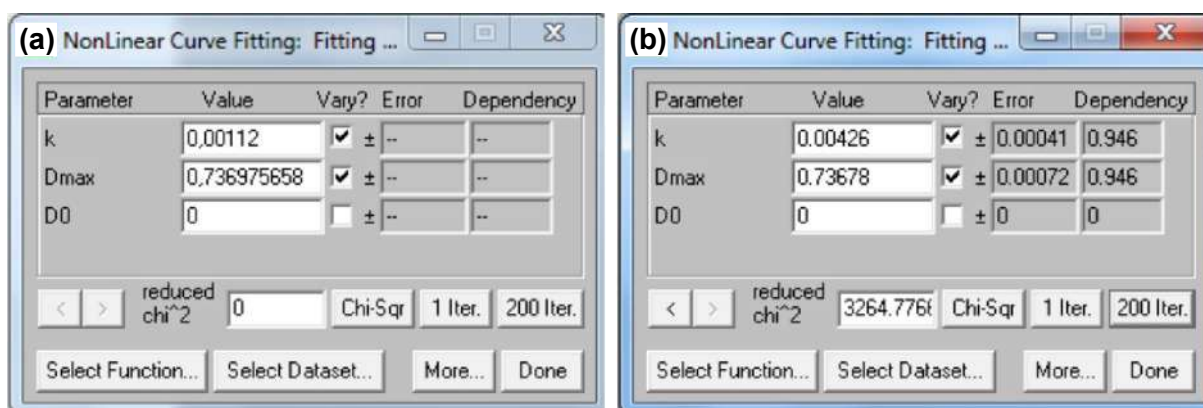 (a) NonLinear Curve Fitting: Fitting ...
Parameter Value Vary? Error Dependency
k 0,00112 ± -- --
Dmax 0,736975658 ± -- --
D0 0 ± -- --
< > reduced chi^2 0 Chi-Sqr 1 Iter. 200 Iter.
Select Function... Select Dataset... More... Done
(b) NonLinear Curve Fitting: Fitting ...
Parameter Value Vary? Error Dependency
k 0.00426 ± 0.00041 0.946
Dmax 0.73678 ± 0.00072 0.946
D0 0 ± 0 0
< > reduced chi^2 3264.776 Chi-Sqr 1 Iter. 200 Iter.
Select Function... Select Dataset... More... Done